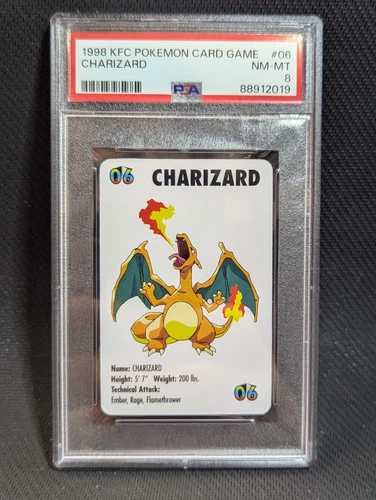 1998 KFC POKEMON CARD GAME #06
CHARIZARD NM-MT
8
PSA 88912019
06 CHARIZARD
Name: CHARIZARD
Height: 5' 7" Weight: 200 lbs.
Technical Attack:
Ember, Rage, Flamethrower
06